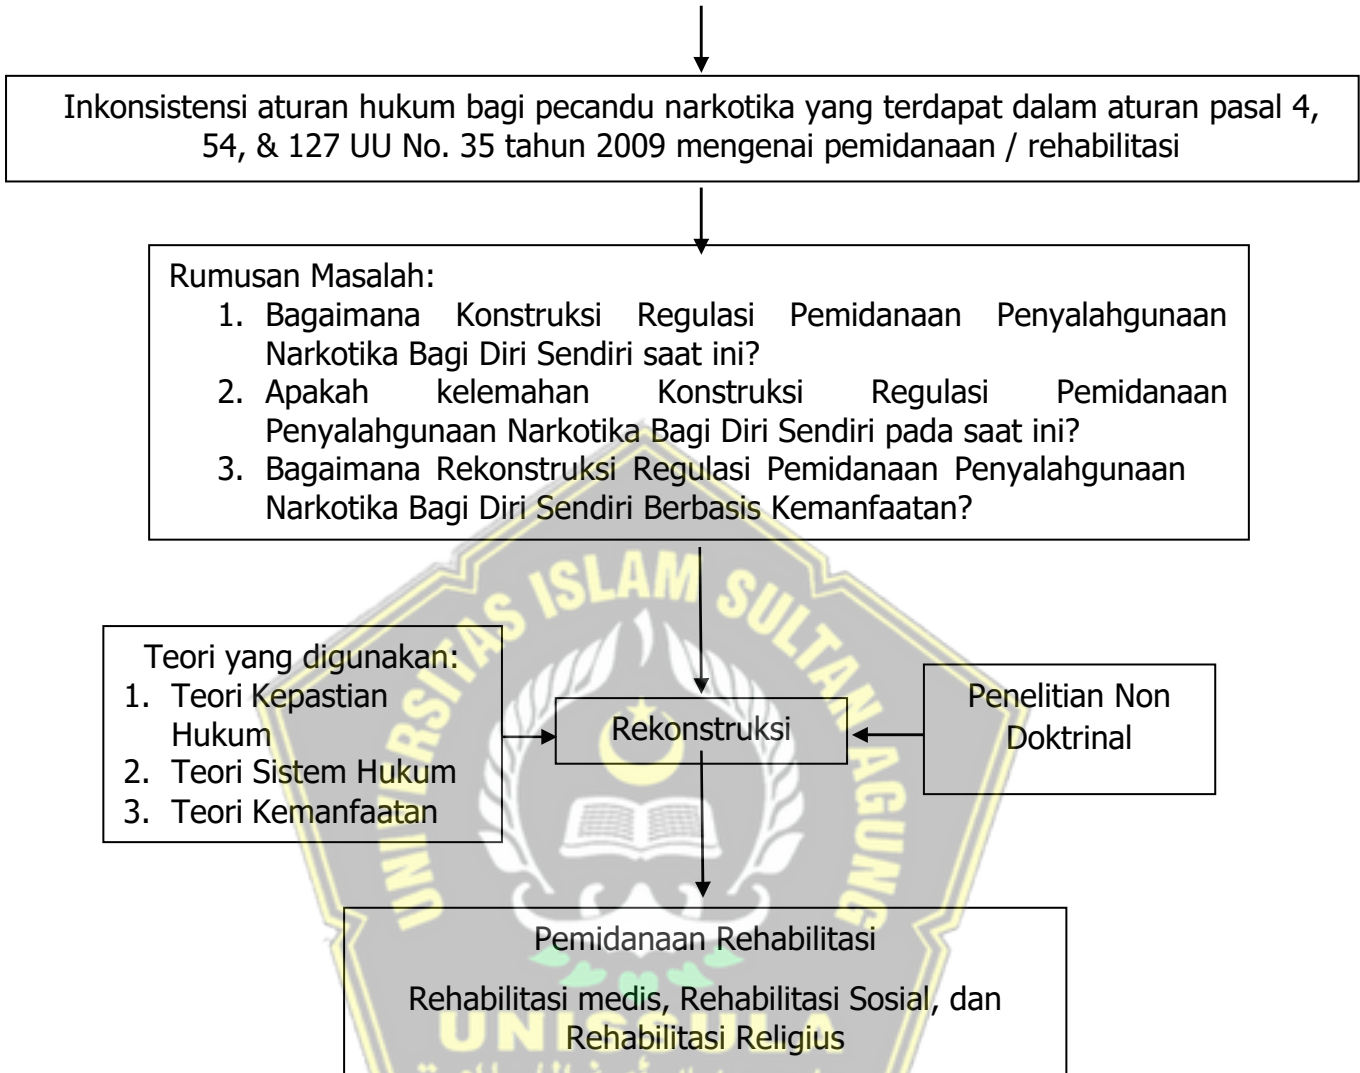 Inkonsistensi aturan hukum bagi pecandu narkotika yang terdapat dalam aturan pasal 4,
54, & 127 UU No. 35 tahun 2009 mengenai pemidanaan / rehabilitasi
Rumusan Masalah:
1. Bagaimana Konstruksi Regulasi Pemidanaan Penyalahgunaan
Narkotika Bagi Diri Sendiri saat ini?
2. Apakah kelemahan Konstruksi Regulasi Pemidanaan
Penyalahgunaan Narkotika Bagi Diri Sendiri pada saat ini?
3. Bagaimana Rekonstruksi Regulasi Pemidanaan Penyalahgunaan
Narkotika Bagi Diri Sendiri Berbasis Kemanfaatan?
UNIVERSITAS ISLAM SULTAN AGUNG
Teori yang digunakan:
1. Teori Kepastian
Hukum
2. Teori Sistem Hukum
3. Teori Kemanfaatan
Rekonstruksi
Penelitian Non
Doktrinal
Pemidanaan Rehabilitasi
Rehabilitasi medis, Rehabilitasi Sosial, dan
Rehabilitasi Religius
UNISSULA